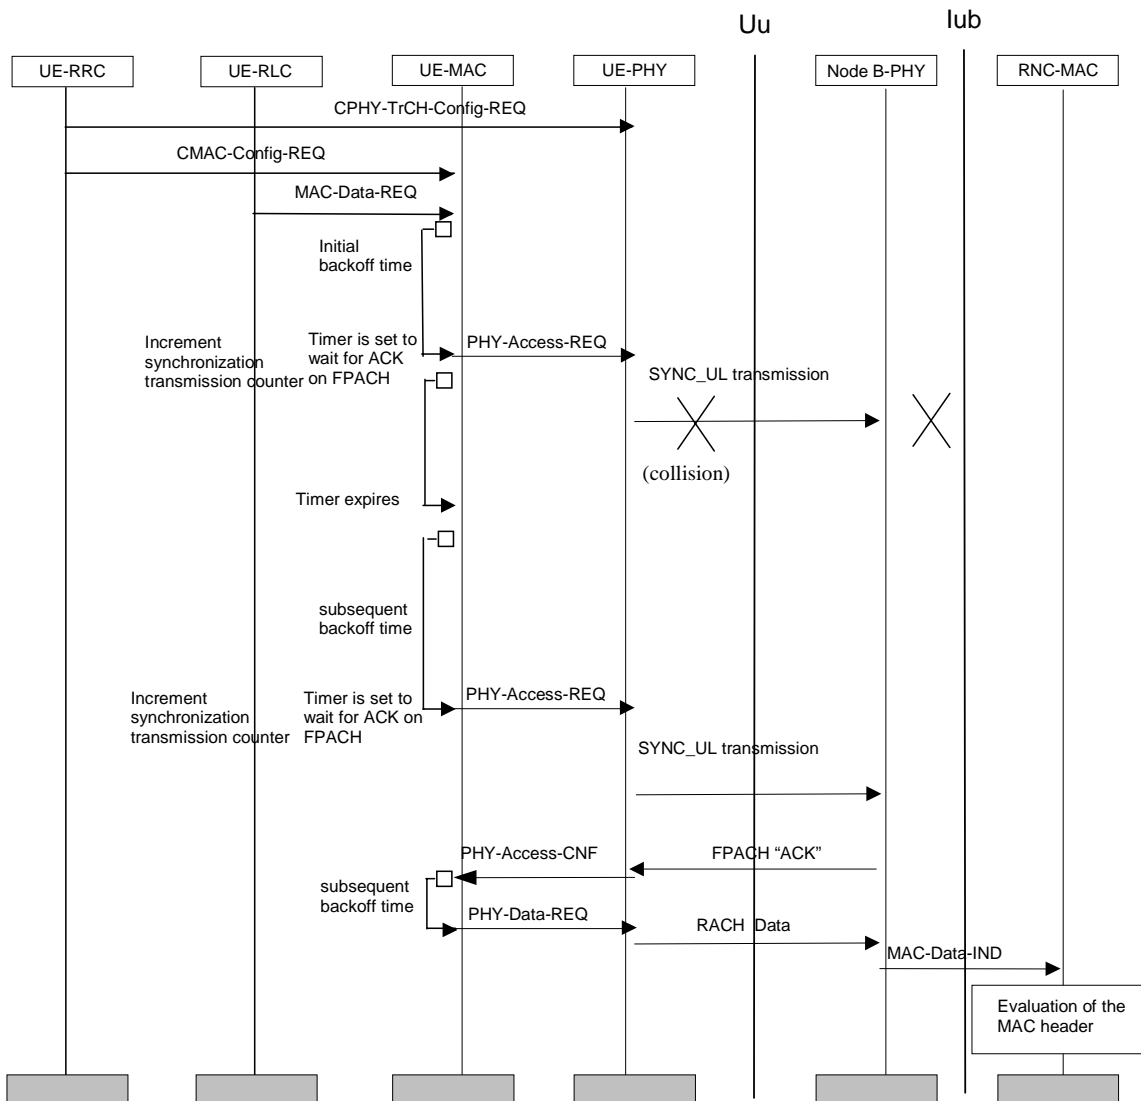 Uu
Iub
UE-RRC
UE-RLC
UE-MAC
UE-PHY
Node B-PHY
RNC-MAC
CPHY-TrCH-Config-REQ
CMAC-Config-REQ
MAC-Data-REQ
Initial
backoff time
Increment
synchronization
transmission counter
Timer is set to
wait for ACK
on FPACH
PHY-Access-REQ
SYNC_UL transmission
(collision)
Timer expires
subsequent
backoff time
Increment
synchronization
transmission counter
Timer is set to
wait for ACK on
FPACH
PHY-Access-REQ
SYNC_UL transmission
PHY-Access-CNF
FPACH “ACK”
subsequent
backoff time
PHY-Data-REQ
RACH Data
MAC-Data-IND
Evaluation of the
MAC header